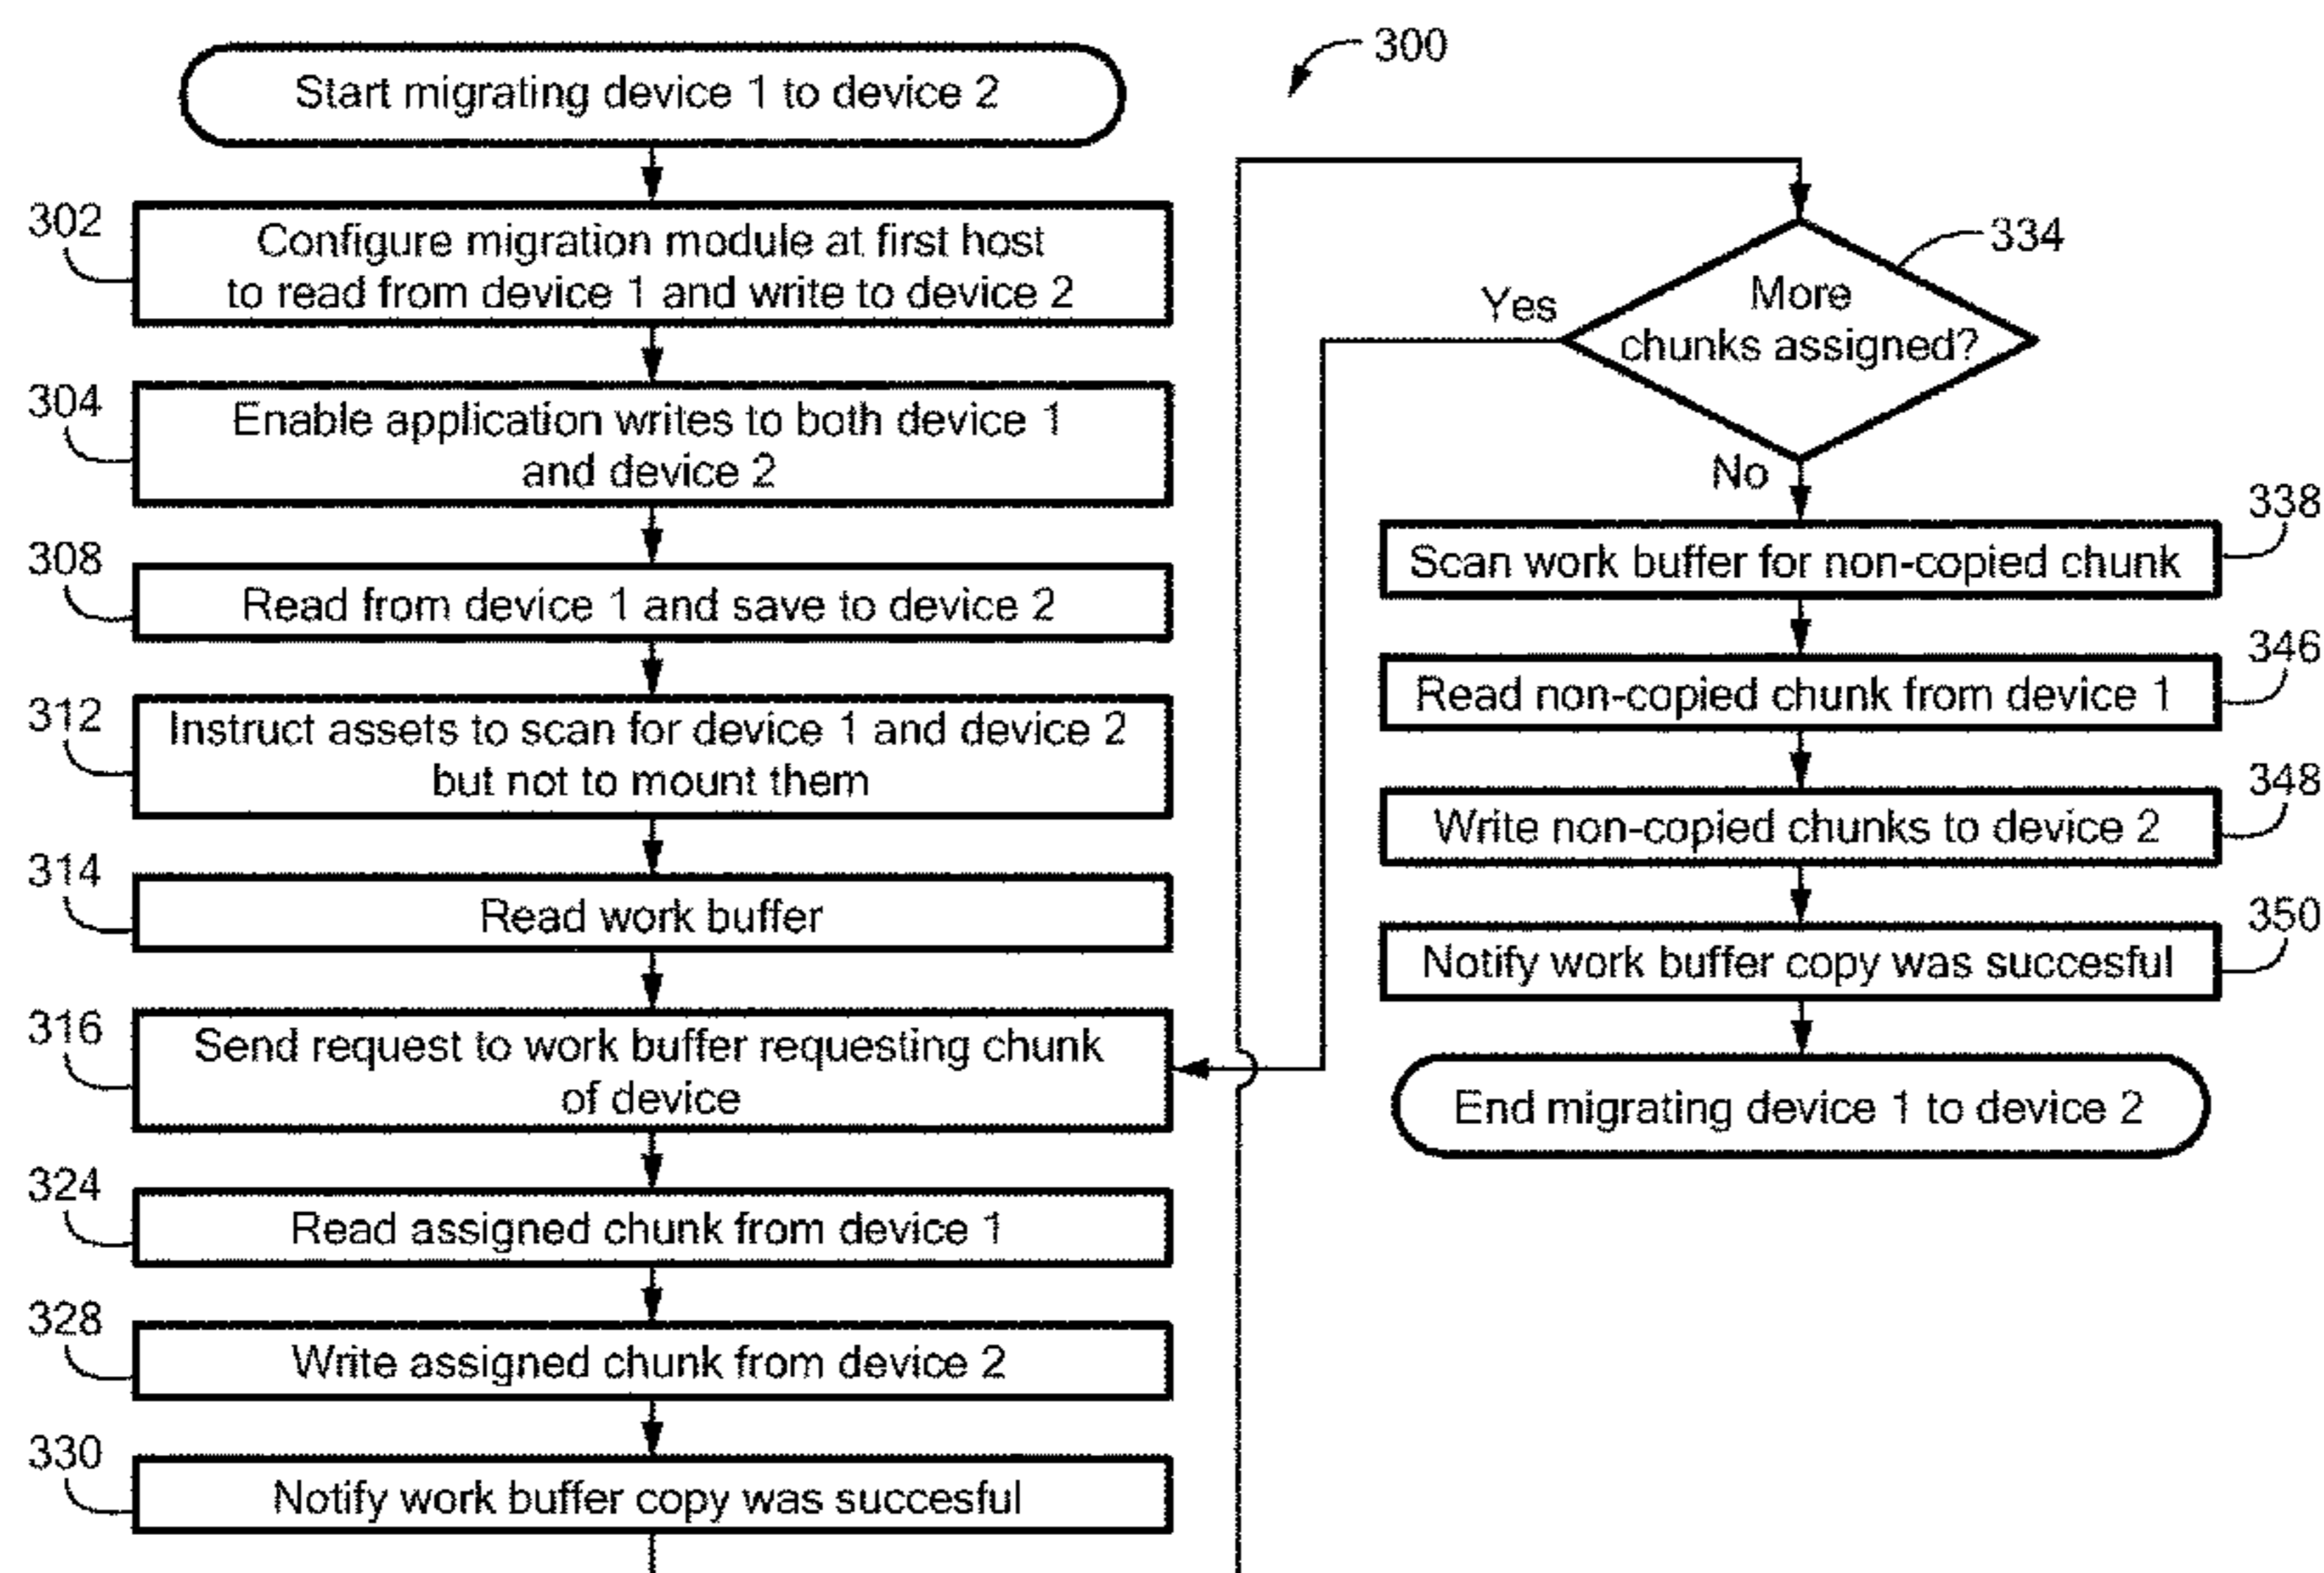 300
Start migrating device 1 to device 2
302
Configure migration module at first host
to read from device 1 and write to device 2
304
Enable application writes to both device 1
and device 2
308
Read from device 1 and save to device 2
312
Instruct assets to scan for device 1 and device 2
but not to mount them
314
Read work buffer
316
Send request to work buffer requesting chunk
of device
324
Read assigned chunk from device 1
328
Write assigned chunk from device 2
330
Notify work buffer copy was succesful
334
More
chunks assigned?
Yes
No
338
Scan work buffer for non-copied chunk
346
Read non-copied chunk from device 1
348
Write non-copied chunks to device 2
350
Notify work buffer copy was succesful
End migrating device 1 to device 2